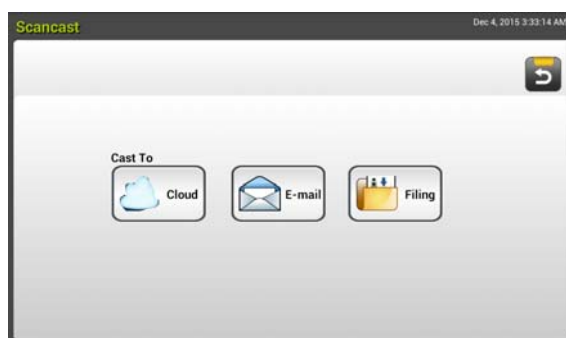 Scancast
Dec 4, 2015 3:33:14 AM
Cast To
Cloud
E-mail
Filing